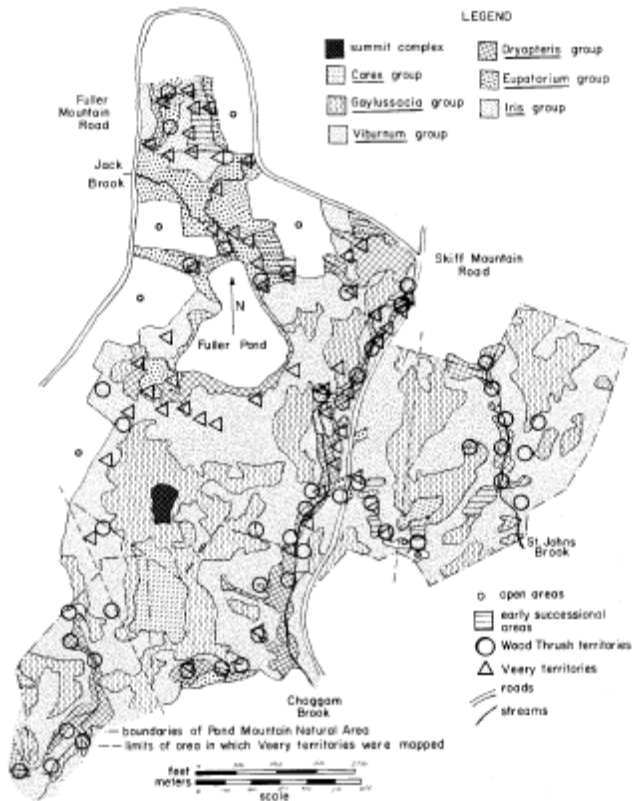 LEGEND
summit complex
Carex group
Gaylussacia group
Viburnum group
Dryopteris group
Eupatorium group
Iris group
Fuller
Mountain
Road
Jack
Brook
Skiff Mountain
Road
N
Fuller Pond
St. Johns
Brook
open areas
early successional
areas
Wood Thrush territories
Veery territories
roads
streams
Choggam
Brook
boundaries of Pond Mountain Natural Area
limits of area in which Veery territories were mapped
feet
meters
scale